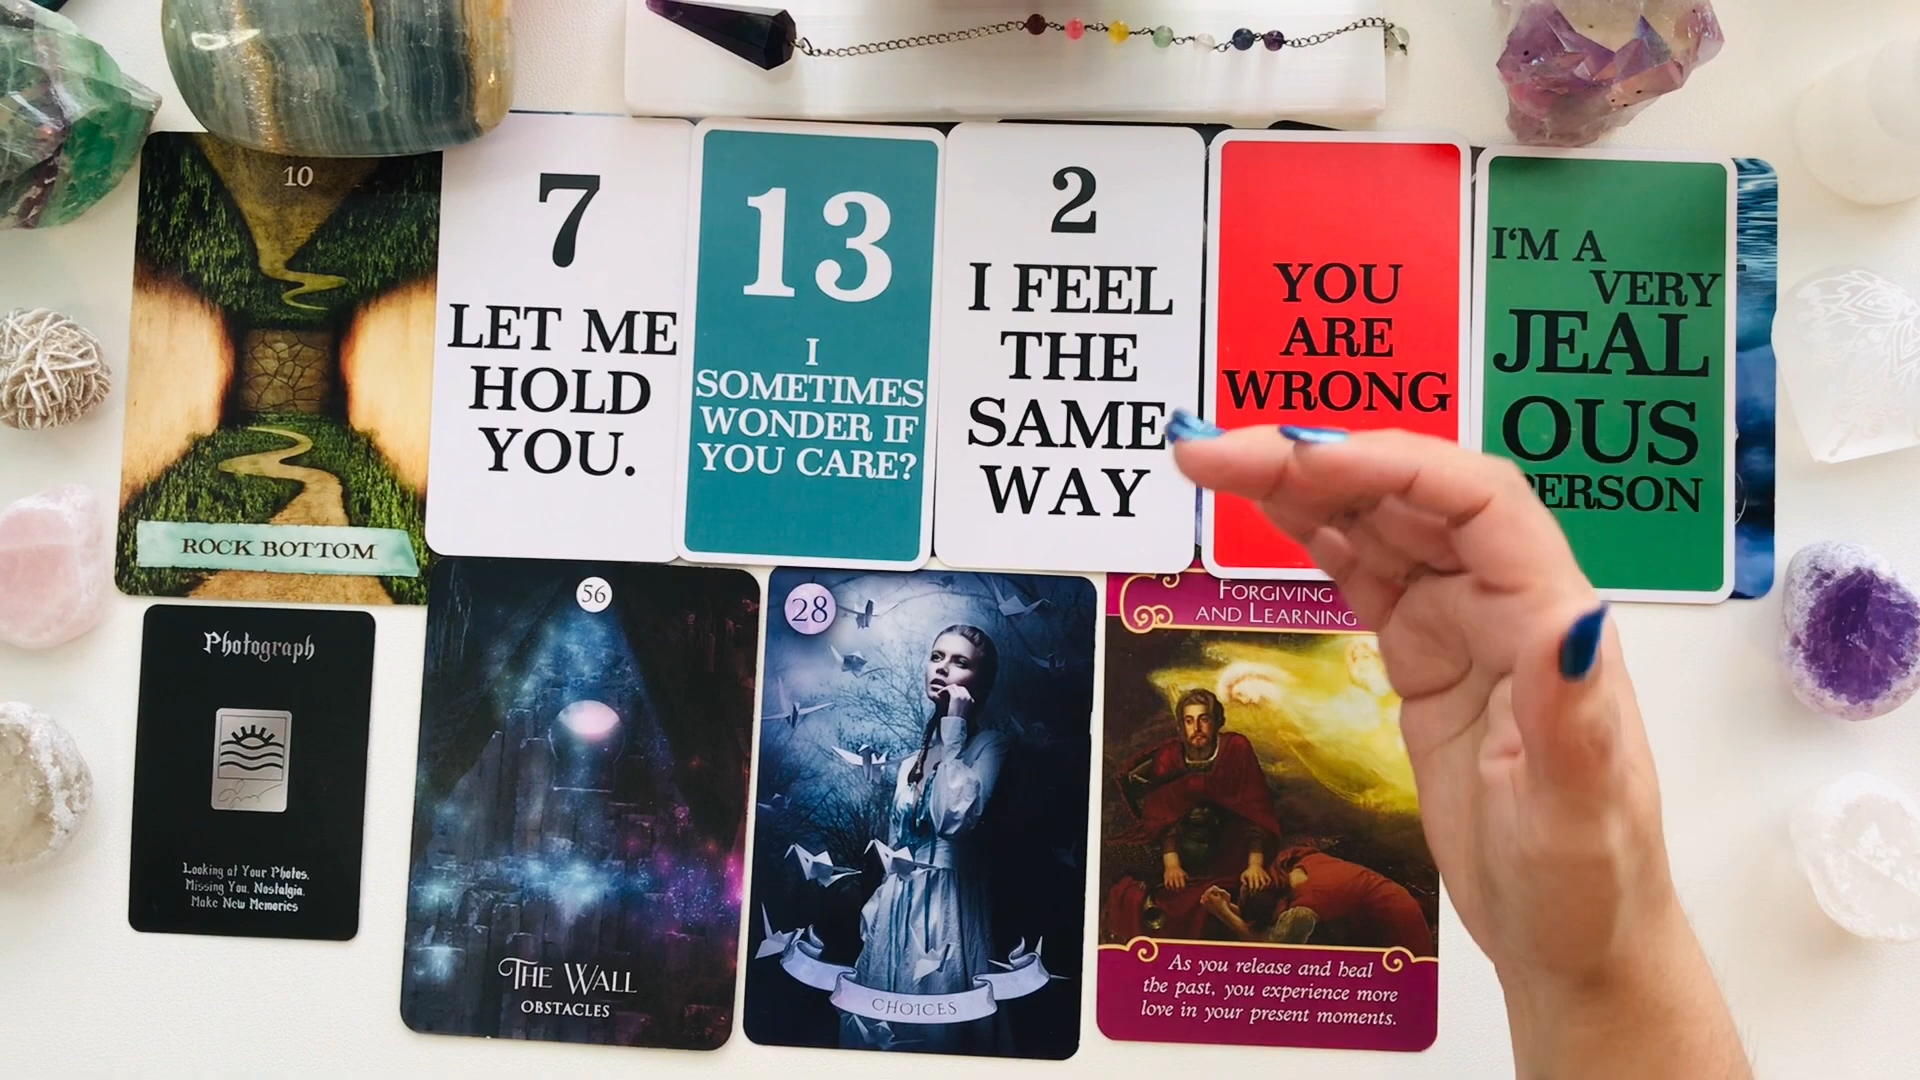 10
ROCK BOTTOM
7
LET ME
HOLD
YOU.
13
I
SOMETIMES
WONDER IF
YOU CARE?
2
I FEEL
THE
SAME
WAY
YOU
ARE
WRONG
I'M A
VERY
JEAL
OUS
PERSON
Photograph
Looking at Your Photos.
Missing You. Nostalgia.
Make New Memories
56
THE WALL
OBSTACLES
28
CHOICES
FORGIVING
AND LEARNING
As you release and heal
the past, you experience more
love in your present moments.